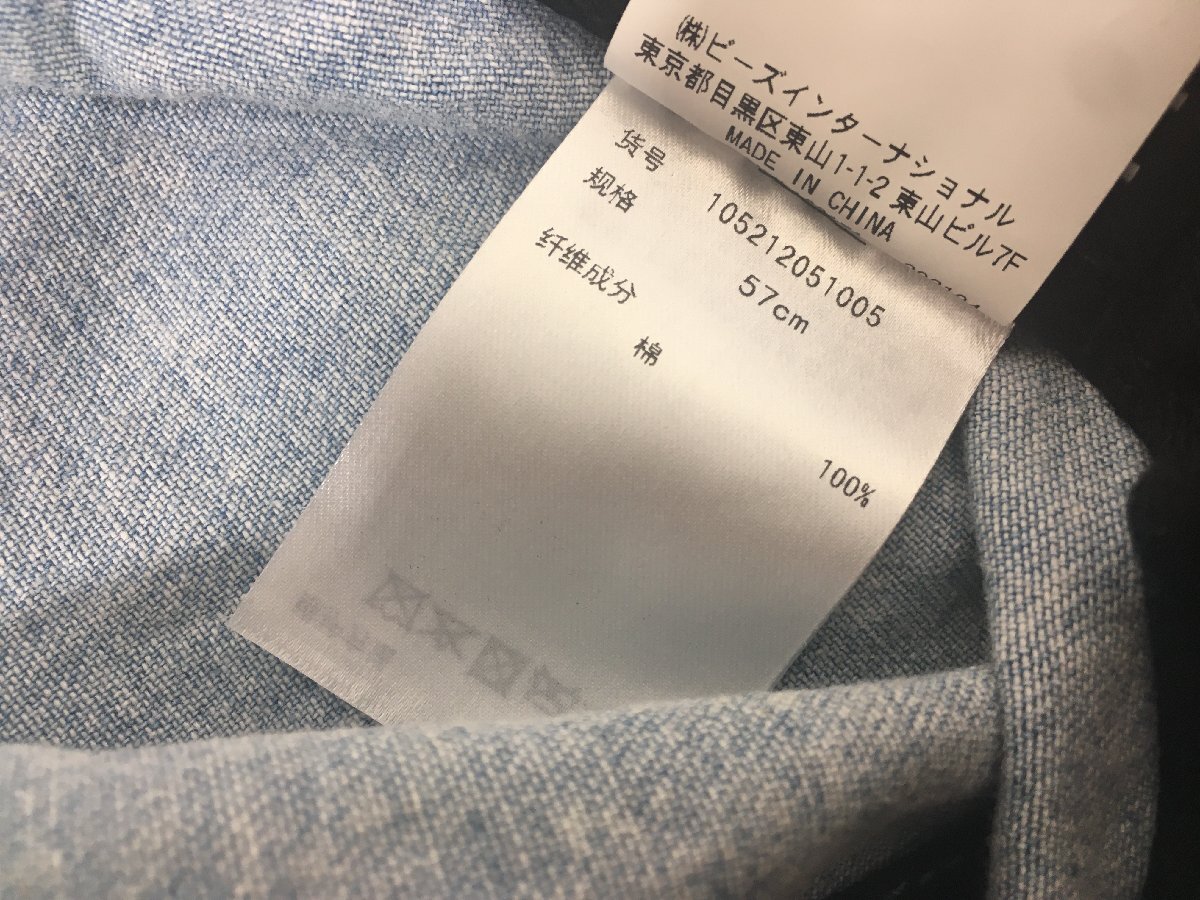 (株)ビーズインターナショナル
東京都目黒区東山1-1-2 東山ビル7F
MADE IN CHINA
货号 105212051005
规格 57cm
纤维成分
棉 100%